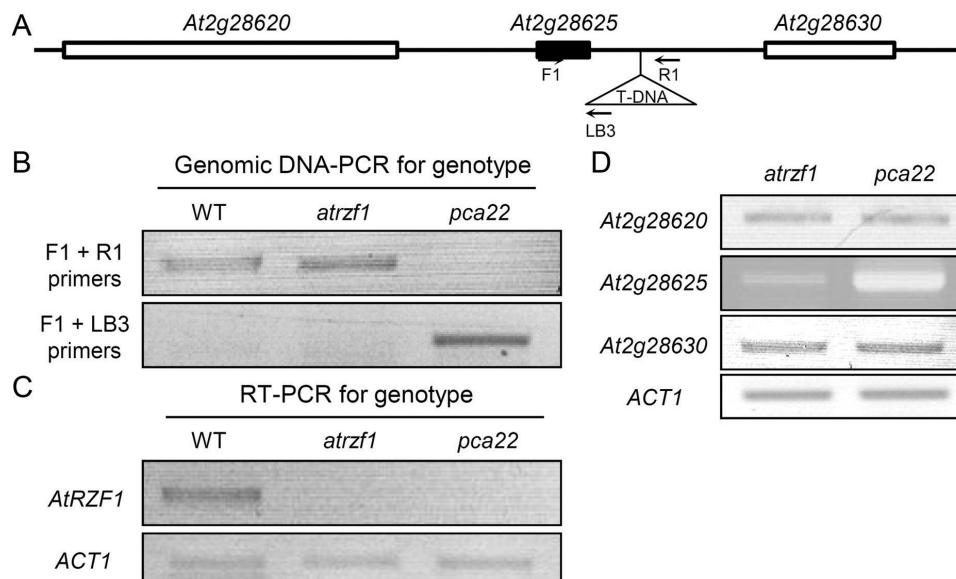 A
At2g28620
At2g28625
At2g28630
F1
R1
T-DNA
LB3
B
Genomic DNA-PCR for genotype
WT
atrzf1
pca22
F1 + R1
primers
F1 + LB3
primers
C
RT-PCR for genotype
WT
atrzf1
pca22
AtRZF1
ACT1
D
atrzf1
pca22
At2g28620
At2g28625
At2g28630
ACT1